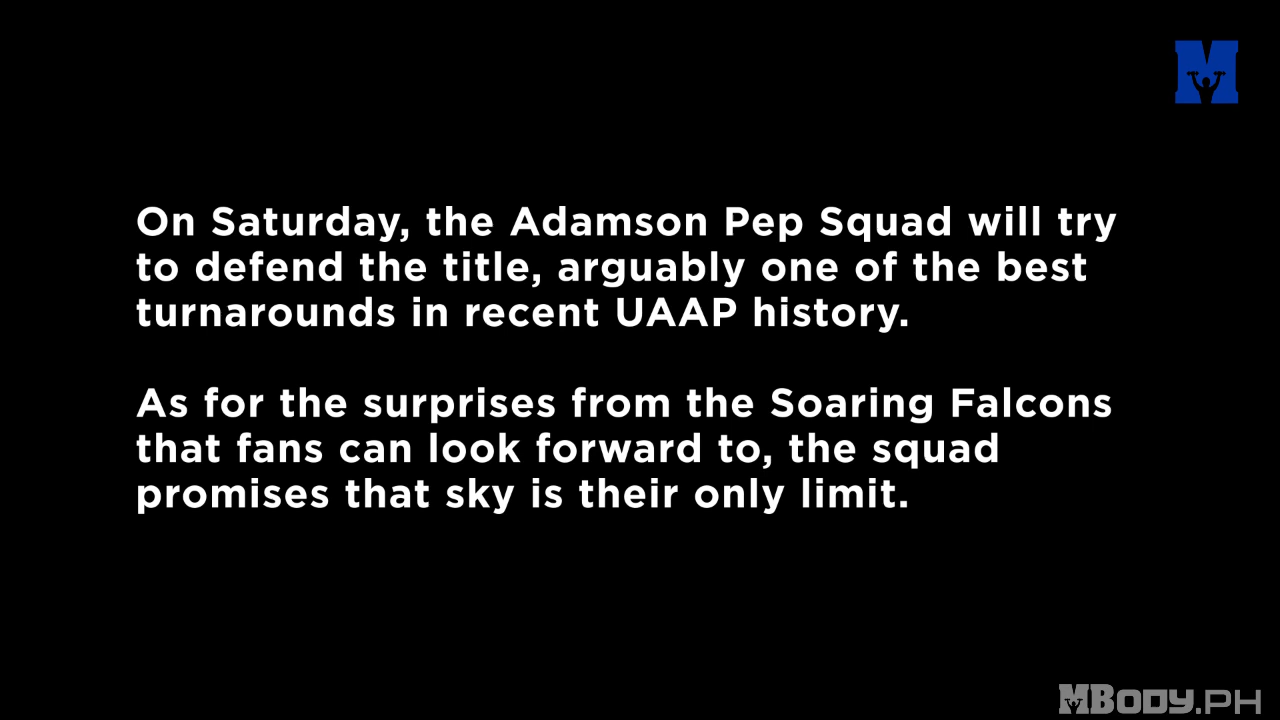 M
On Saturday, the Adamson Pep Squad will try
to defend the title, arguably one of the best
turnarounds in recent UAAP history.
As for the surprises from the Soaring Falcons
that fans can look forward to, the squad
promises that sky is their only limit.
MBODY.PH